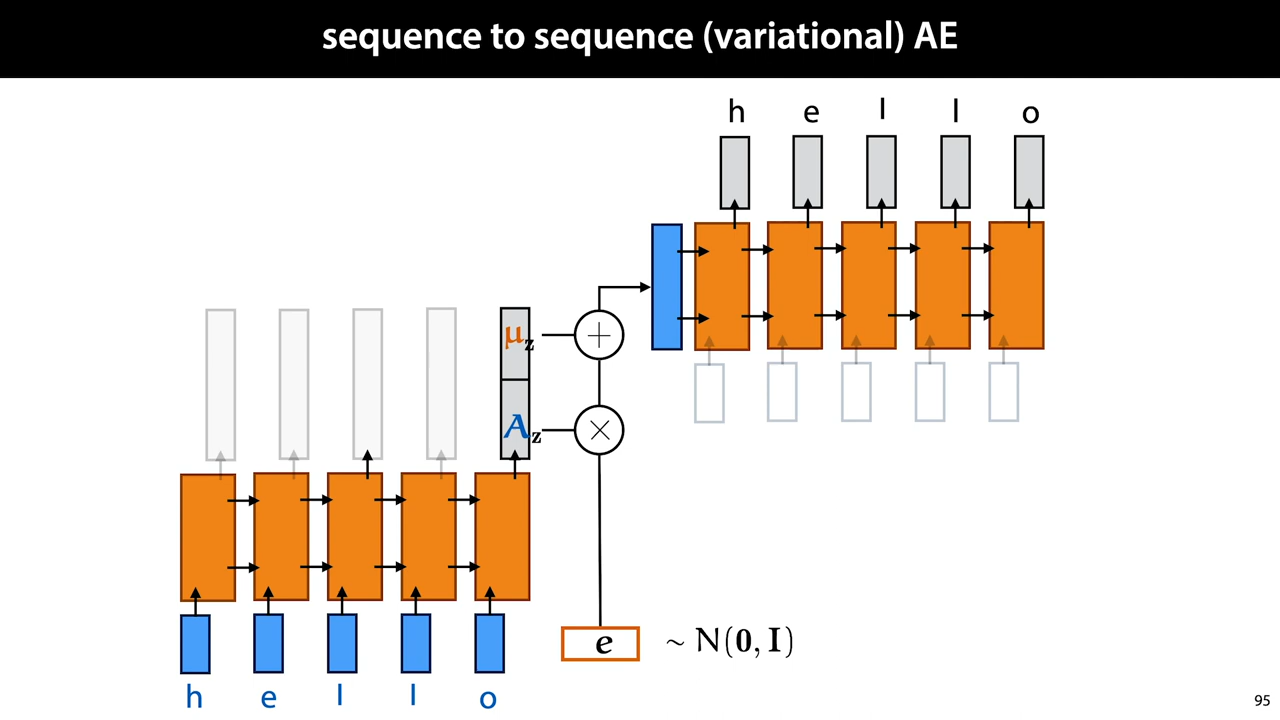 sequence to sequence (variational) AE
h e l l o
μz
+
Az
×
e ~ N(0, I)
h e l l o
95